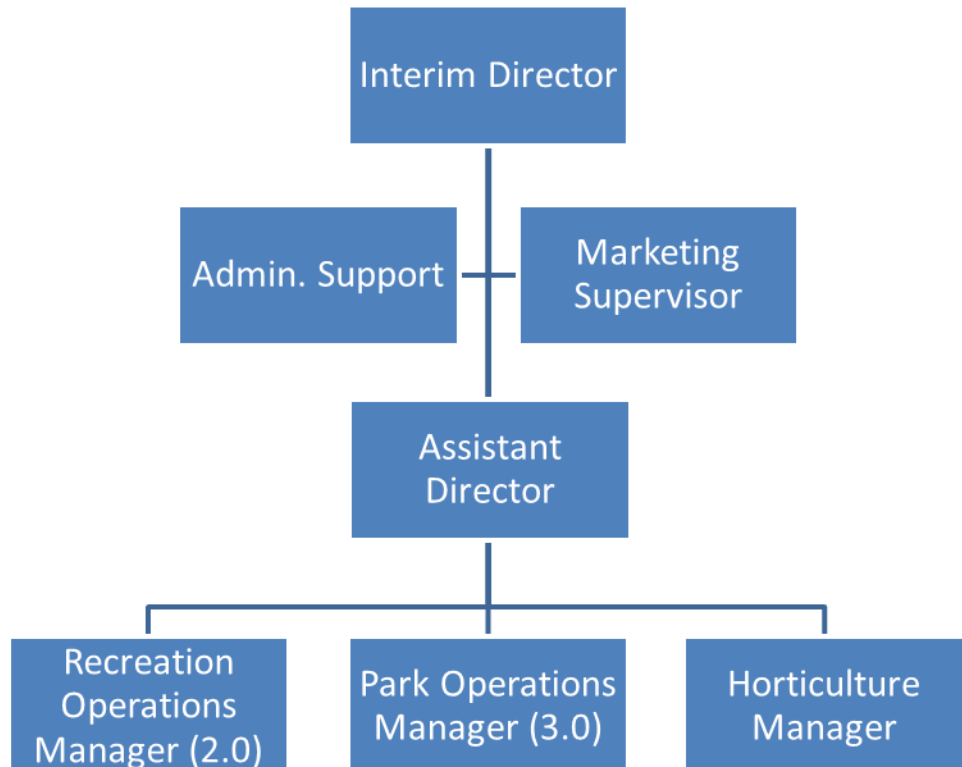 Interim Director
Admin. Support
Marketing
Supervisor
Assistant
Director
Recreation
Operations
Manager (2.0)
Park Operations
Manager (3.0)
Horticulture
Manager